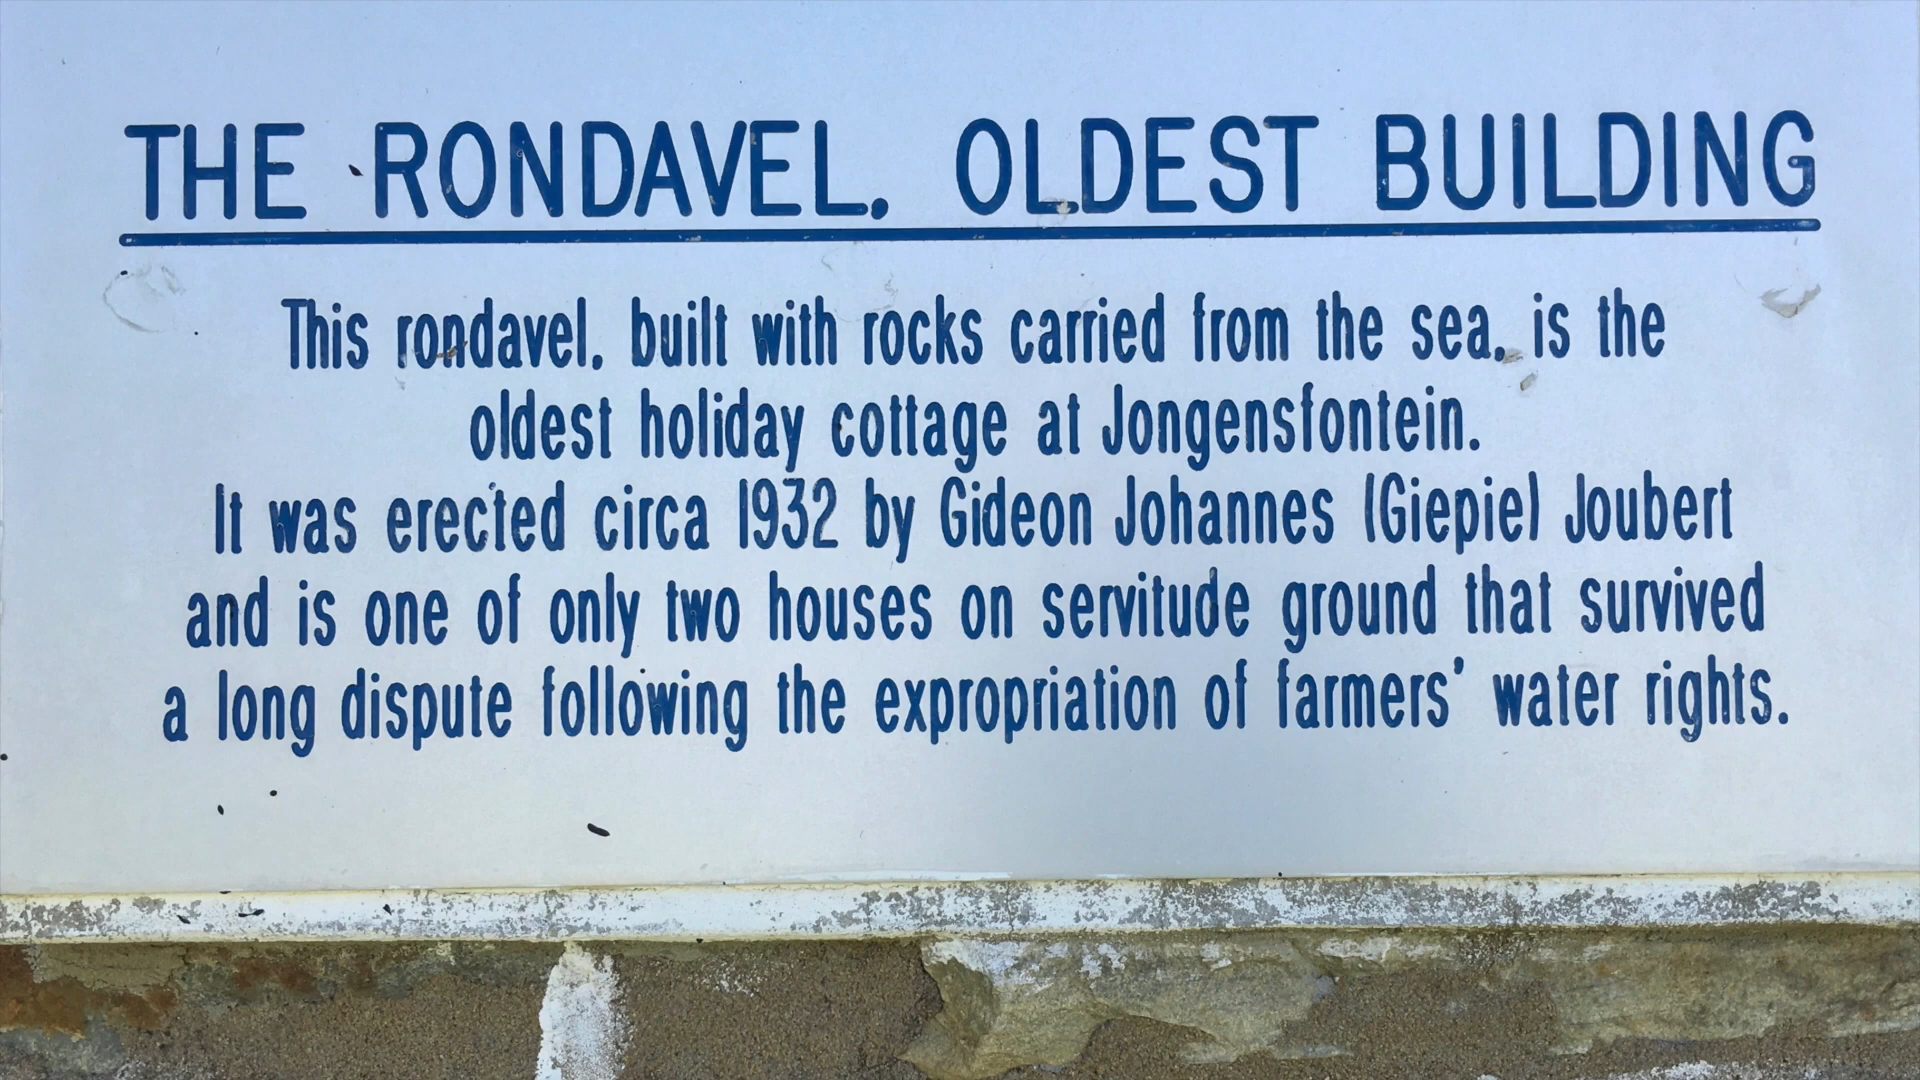 THE RONDAVEL. OLDEST BUILDING
This rondavel. built with rocks carried from the sea. is the
oldest holiday cottage at Jongensfontein.
It was erected circa 1932 by Gideon Johannes (Giepie) Joubert
and is one of only two houses on servitude ground that survived
a long dispute following the expropriation of farmers' water rights.